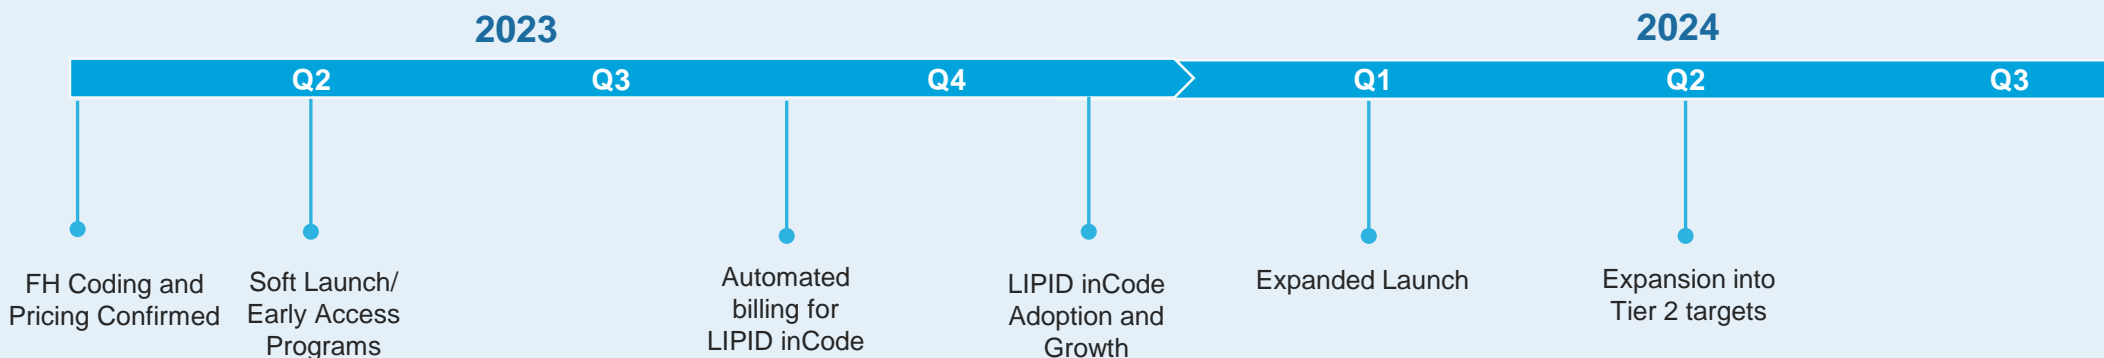 2023
2024
Q2
Q3
Q4
Q1
Q2
Q3
FH Coding and
Pricing Confirmed
Soft Launch/
Early Access
Programs
Automated
billing for
LIPID inCode
LIPID inCode
Adoption and
Growth
Expanded Launch
Expansion into
Tier 2 targets